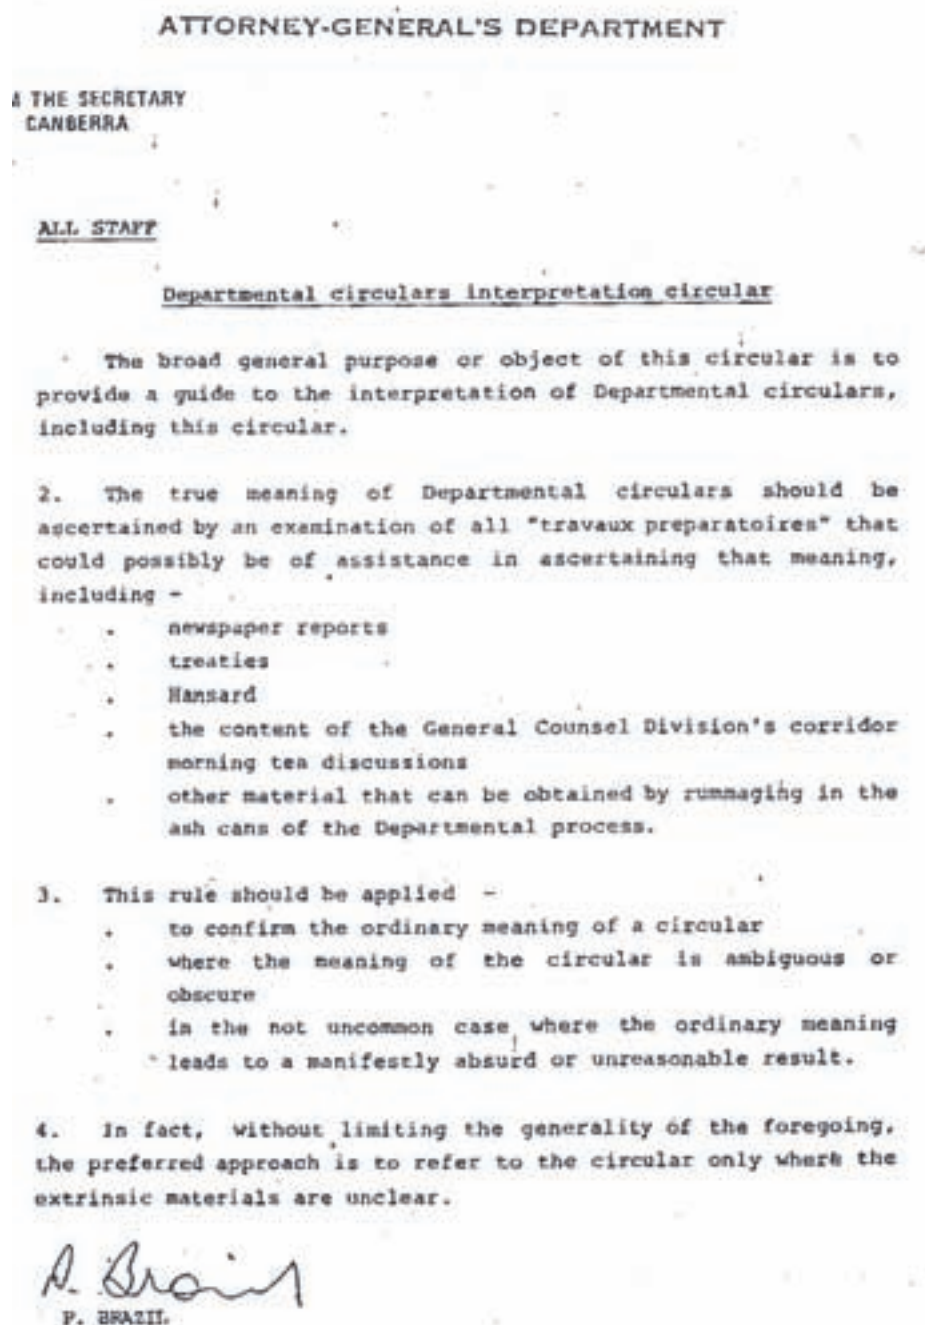 ATTORNEY-GENERAL'S DEPARTMENT
THE SECRETARY
CANBERRA
ALL STAFF
Departmental circulars interpretation circular
The broad general purpose or object of this circular is to
provide a guide to the interpretation of Departmental circulars,
including this circular.
2. The true meaning of Departmental circulars should be
ascertained by an examination of all "travaux preparatoires" that
could possibly be of assistance in ascertaining that meaning,
including -
. newspaper reports
. treaties
. Hansard
. the content of the General Counsel Division's corridor
morning tea discussions
. other material that can be obtained by rummaging in the
ash cans of the Departmental process.
3. This rule should be applied -
. to confirm the ordinary meaning of a circular
. where the meaning of the circular is ambiguous or
obscure
. in the not uncommon case where the ordinary meaning
leads to a manifestly absurd or unreasonable result.
4. In fact, without limiting the generality of the foregoing,
the preferred approach is to refer to the circular only where the
extrinsic materials are unclear.
P. BRAZIL